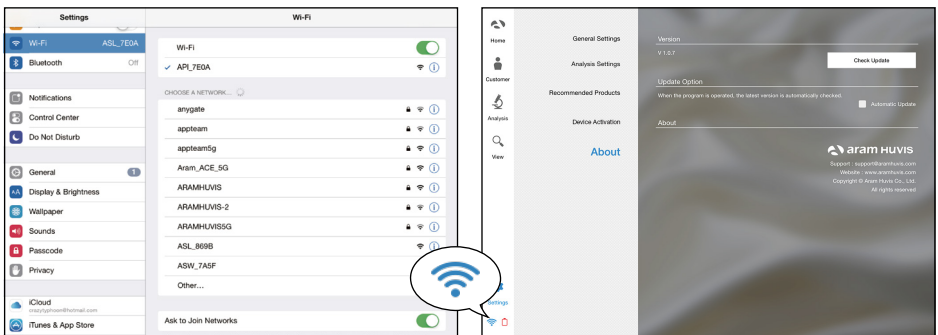 Settings
Wi-Fi
Wi-Fi ASL_7E0A
Bluetooth Off
Notifications
Control Center
Do Not Disturb
General 1
AA Display & Brightness
Wallpaper
Sounds
Passcode
Privacy
iCloud
crazytyphoon@hotmail.com
iTunes & App Store
Wi-Fi
API_7E0A
CHOOSE A NETWORK...
anygate
appteam
appteam5g
Aram_ACE_5G
ARAMHUVIS
ARAMHUVIS-2
ARAMHUVIS5G
ASL_869B
ASW_7A5F
Other...
Ask to Join Networks
Home
Customer
Analysis
View
Settings
General Settings
Analysis Settings
Recommended Products
Device Activation
About
Version
V 1.0.7
Check Update
Update Option
When the program is operated, the latest version is automatically checked.
Automatic Update
About
aram HUVIS
Support : support@aramhuvis.com
Website : www.aramhuvis.com
Copyright © Aram Huvis Co., Ltd.
All rights reserved